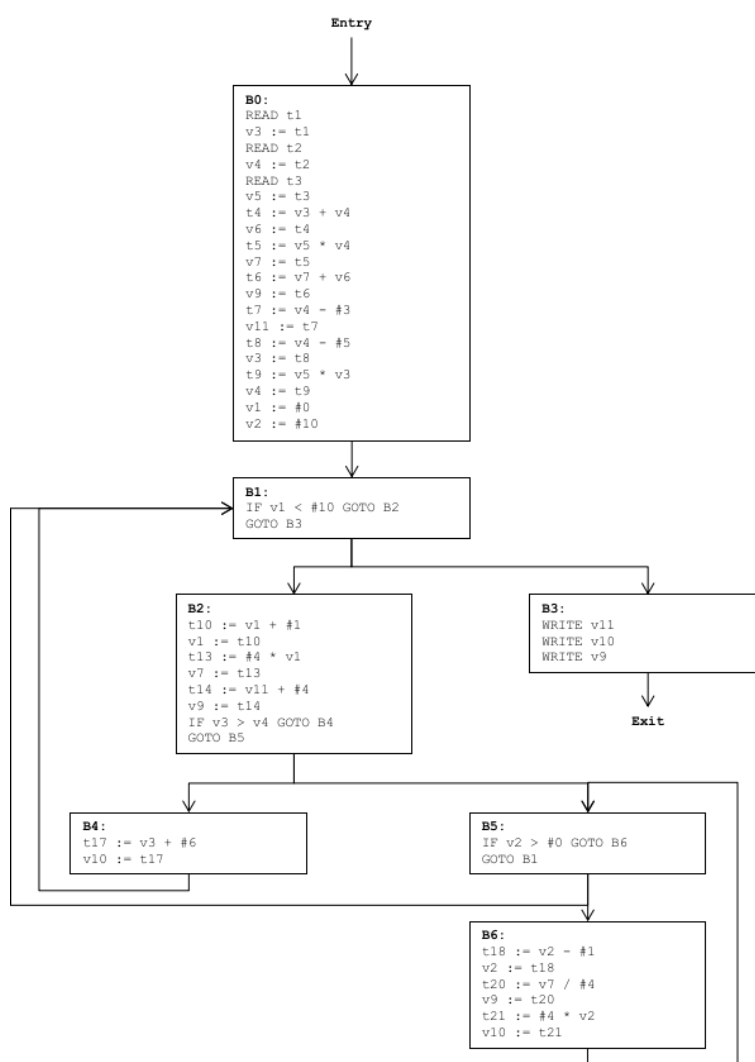 Entry
B0:
READ t1
v3 := t1
READ t2
v4 := t2
READ t3
v5 := t3
t4 := v3 + v4
v6 := t4
t5 := v5 * v4
v7 := t5
t6 := v7 + v6
v9 := t6
t7 := v4 - #3
v11 := t7
t8 := v4 - #5
v3 := t8
t9 := v5 * v3
v4 := t9
v1 := #0
v2 := #10
B1:
IF v1 < #10 GOTO B2
GOTO B3
B2:
t10 := v1 + #1
v1 := t10
t13 := #4 * v1
v7 := t13
t14 := v11 + #4
v9 := t14
IF v3 > v4 GOTO B4
GOTO B5
B3:
WRITE v11
WRITE v10
WRITE v9
Exit
B4:
t17 := v3 + #6
v10 := t17
B5:
IF v2 > #0 GOTO B6
GOTO B1
B6:
t18 := v2 - #1
v2 := t18
t20 := v7 / #4
v9 := t20
t21 := #4 * v2
v10 := t21